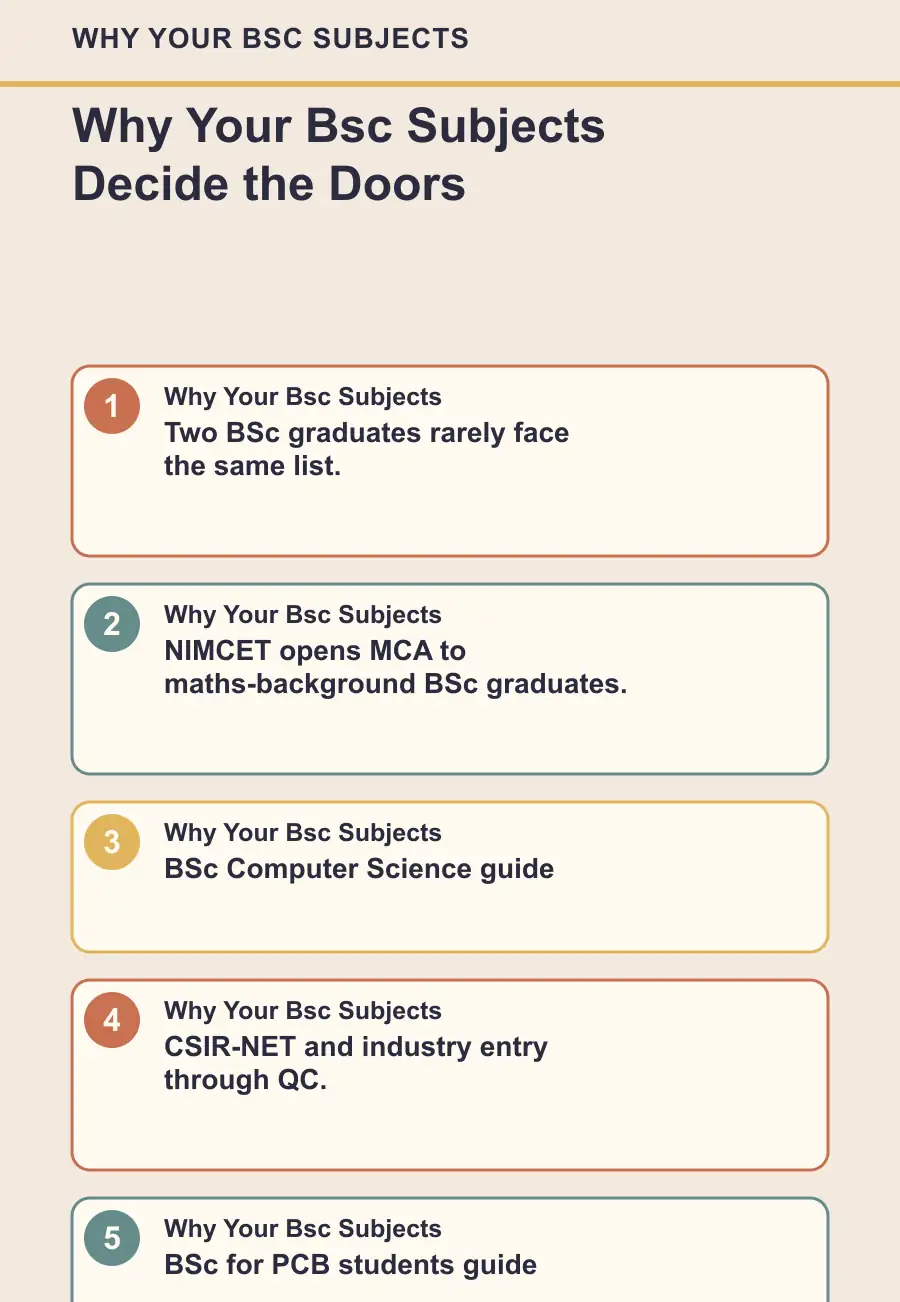 WHY YOUR BSC SUBJECTS
Why Your Bsc Subjects
Decide the Doors
1
Why Your Bsc Subjects
Two BSc graduates rarely face
the same list.
2
Why Your Bsc Subjects
NIMCET opens MCA to
maths-background BSc graduates.
3
Why Your Bsc Subjects
BSc Computer Science guide
4
Why Your Bsc Subjects
CSIR-NET and industry entry
through QC.
5
Why Your Bsc Subjects
BSc for PCB students guide